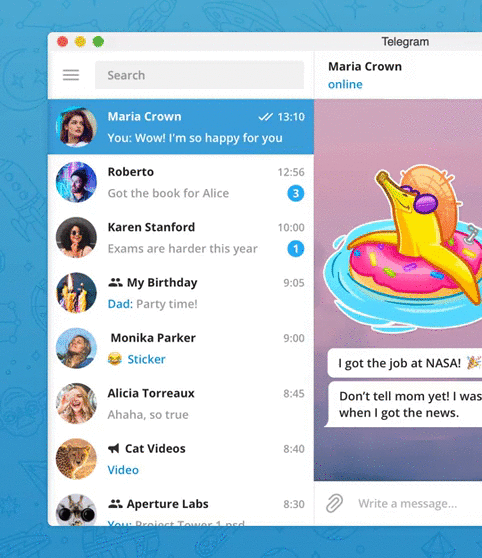 Telegram
Search
Maria Crown
online
Maria Crown 13:10
You: Wow! I'm so happy for you
Roberto 12:56
Got the book for Alice 3
Karen Stanford 10:00
Exams are harder this year 1
My Birthday 9:05
Dad: Party time!
Monika Parker 9:00
😂 Sticker
Alicia Torreaux 8:45
Ahaha, so true
Cat Videos 8:40
Video
Aperture Labs 8:30
You: Project Tower 1.psd
I got the job at NASA! 🎉
Don't tell mom yet! I was
when I got the news.
Write a message...